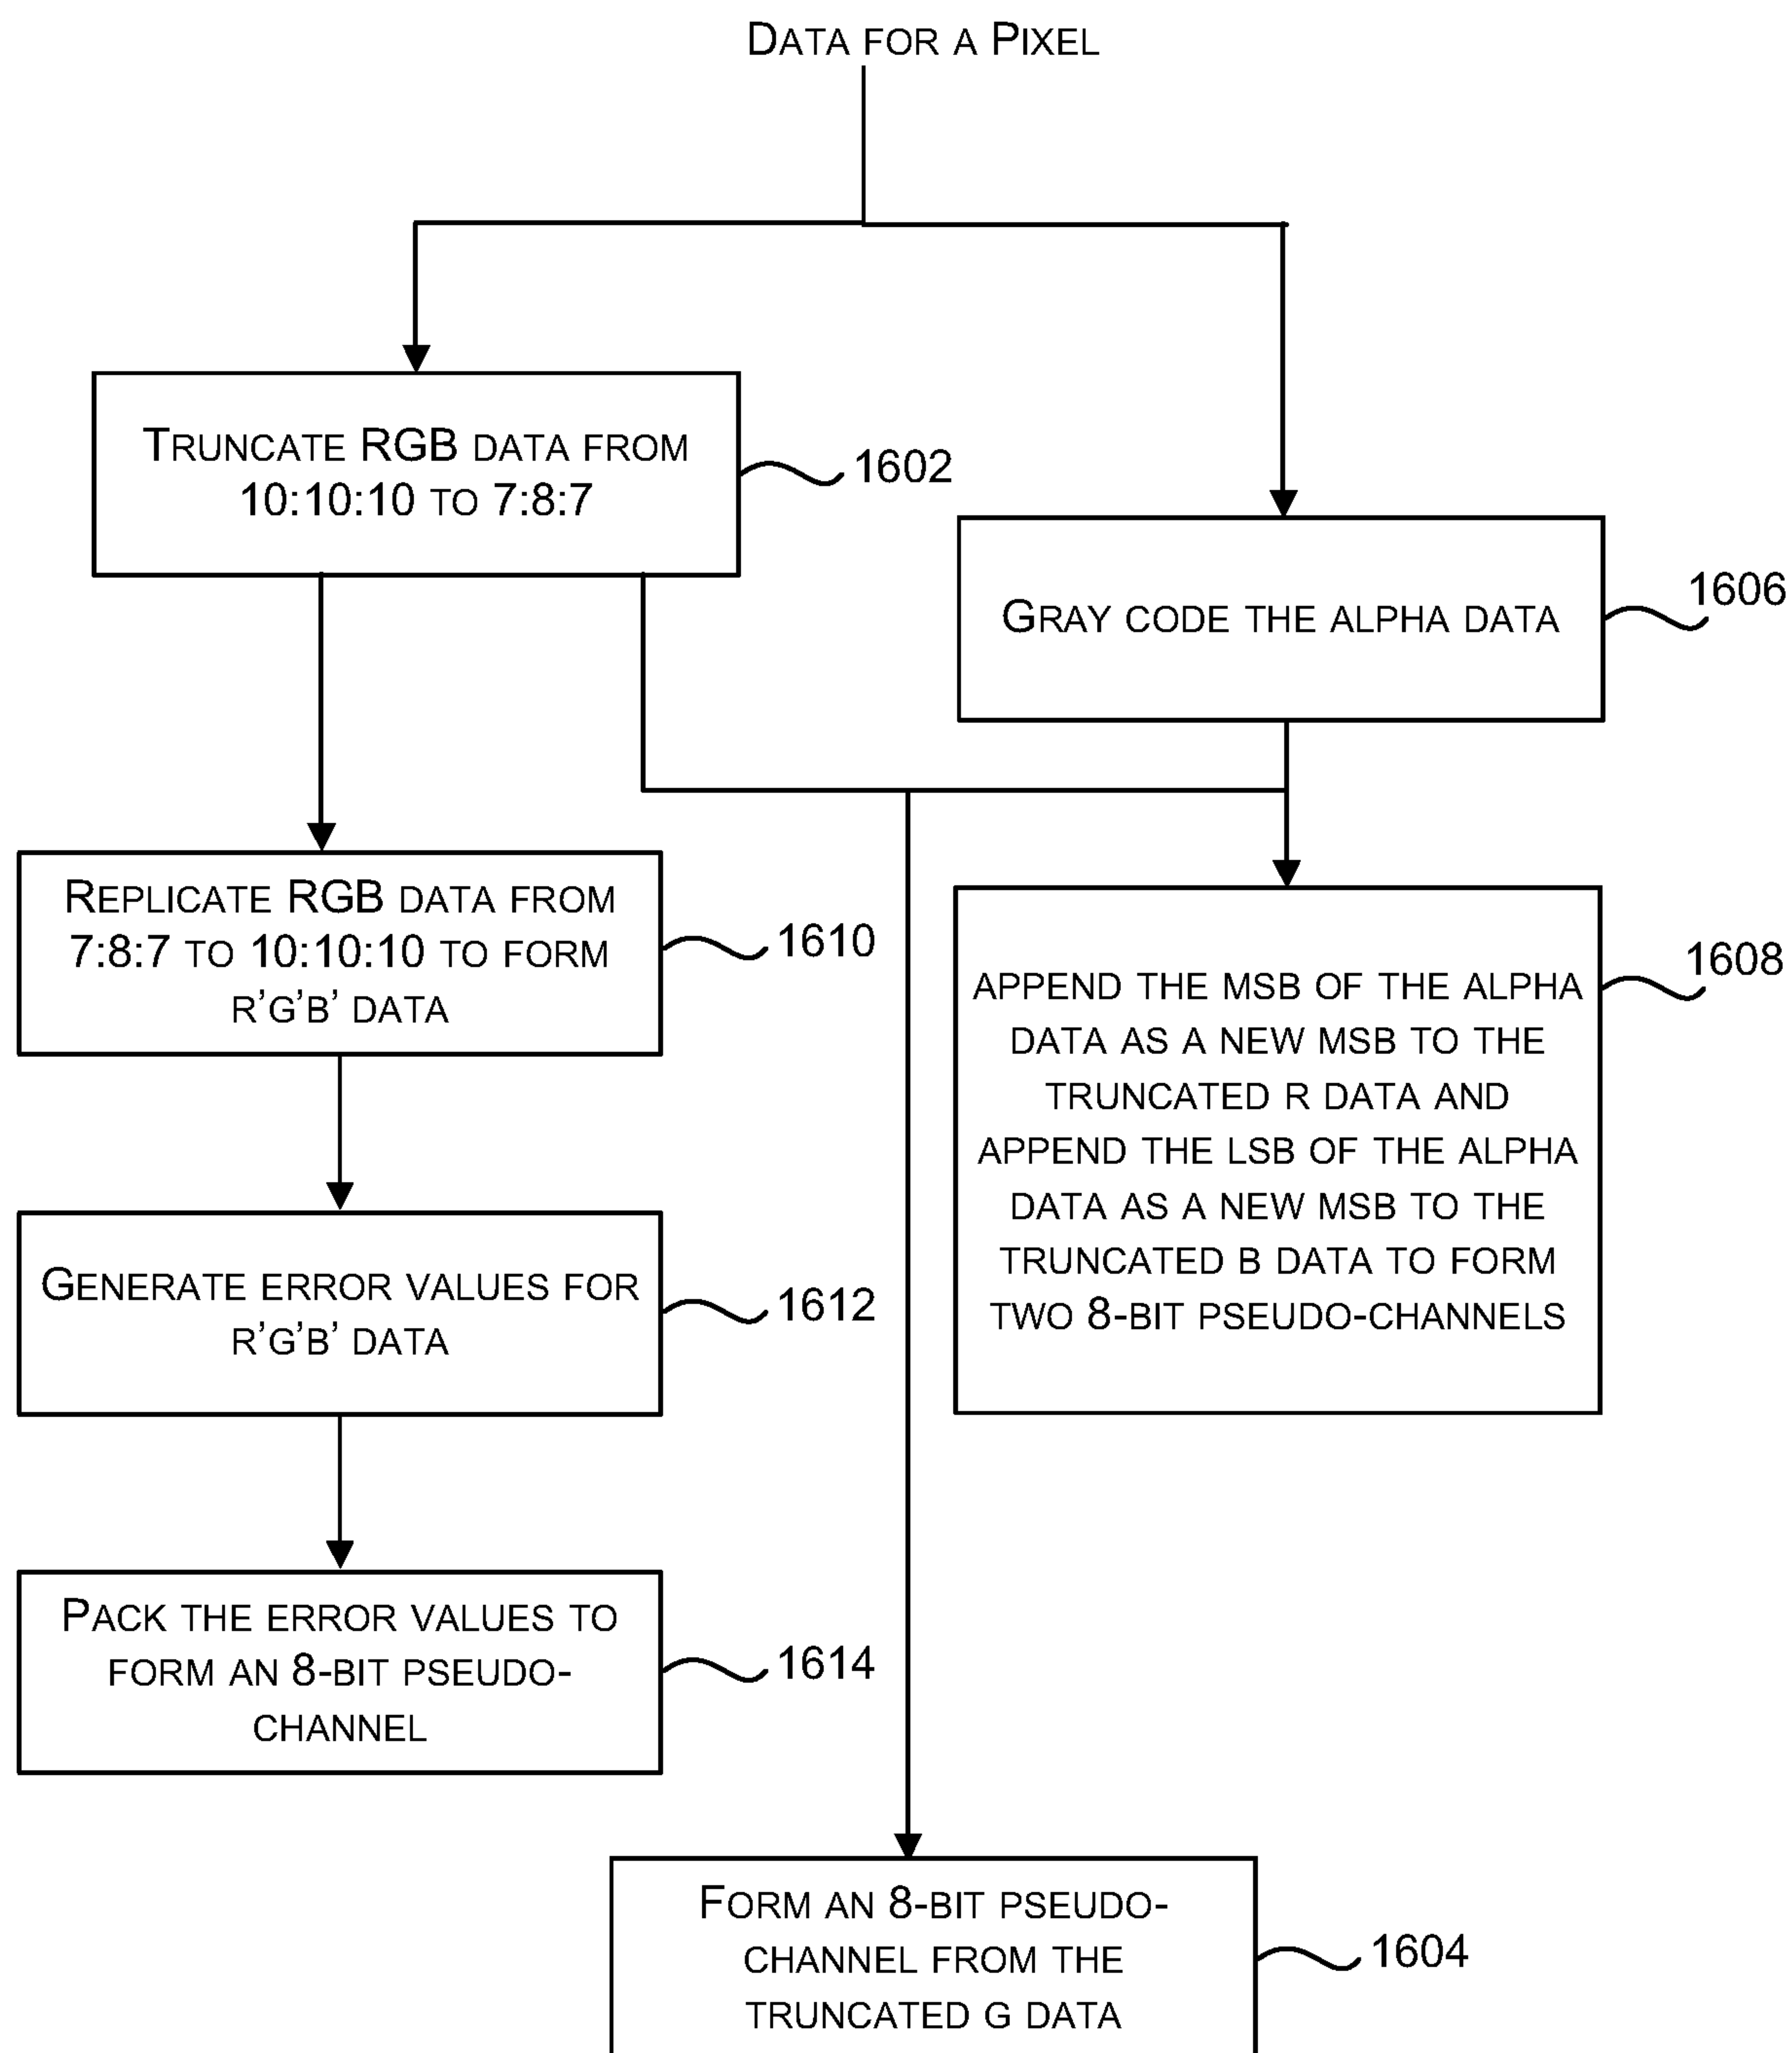 Data for a Pixel
Truncate RGB data from
10:10:10 to 7:8:7
1602
Gray code the alpha data
1606
Replicate RGB data from
7:8:7 to 10:10:10 to form
R'G'B' data
1610
append the MSB of the alpha
data as a new MSB to the
truncated R data and
append the LSB of the alpha
data as a new MSB to the
truncated B data to form
two 8-bit pseudo-channels
1608
Generate error values for
R'G'B' data
1612
Pack the error values to
form an 8-bit pseudo-
channel
1614
Form an 8-bit pseudo-
channel from the
truncated G data
1604